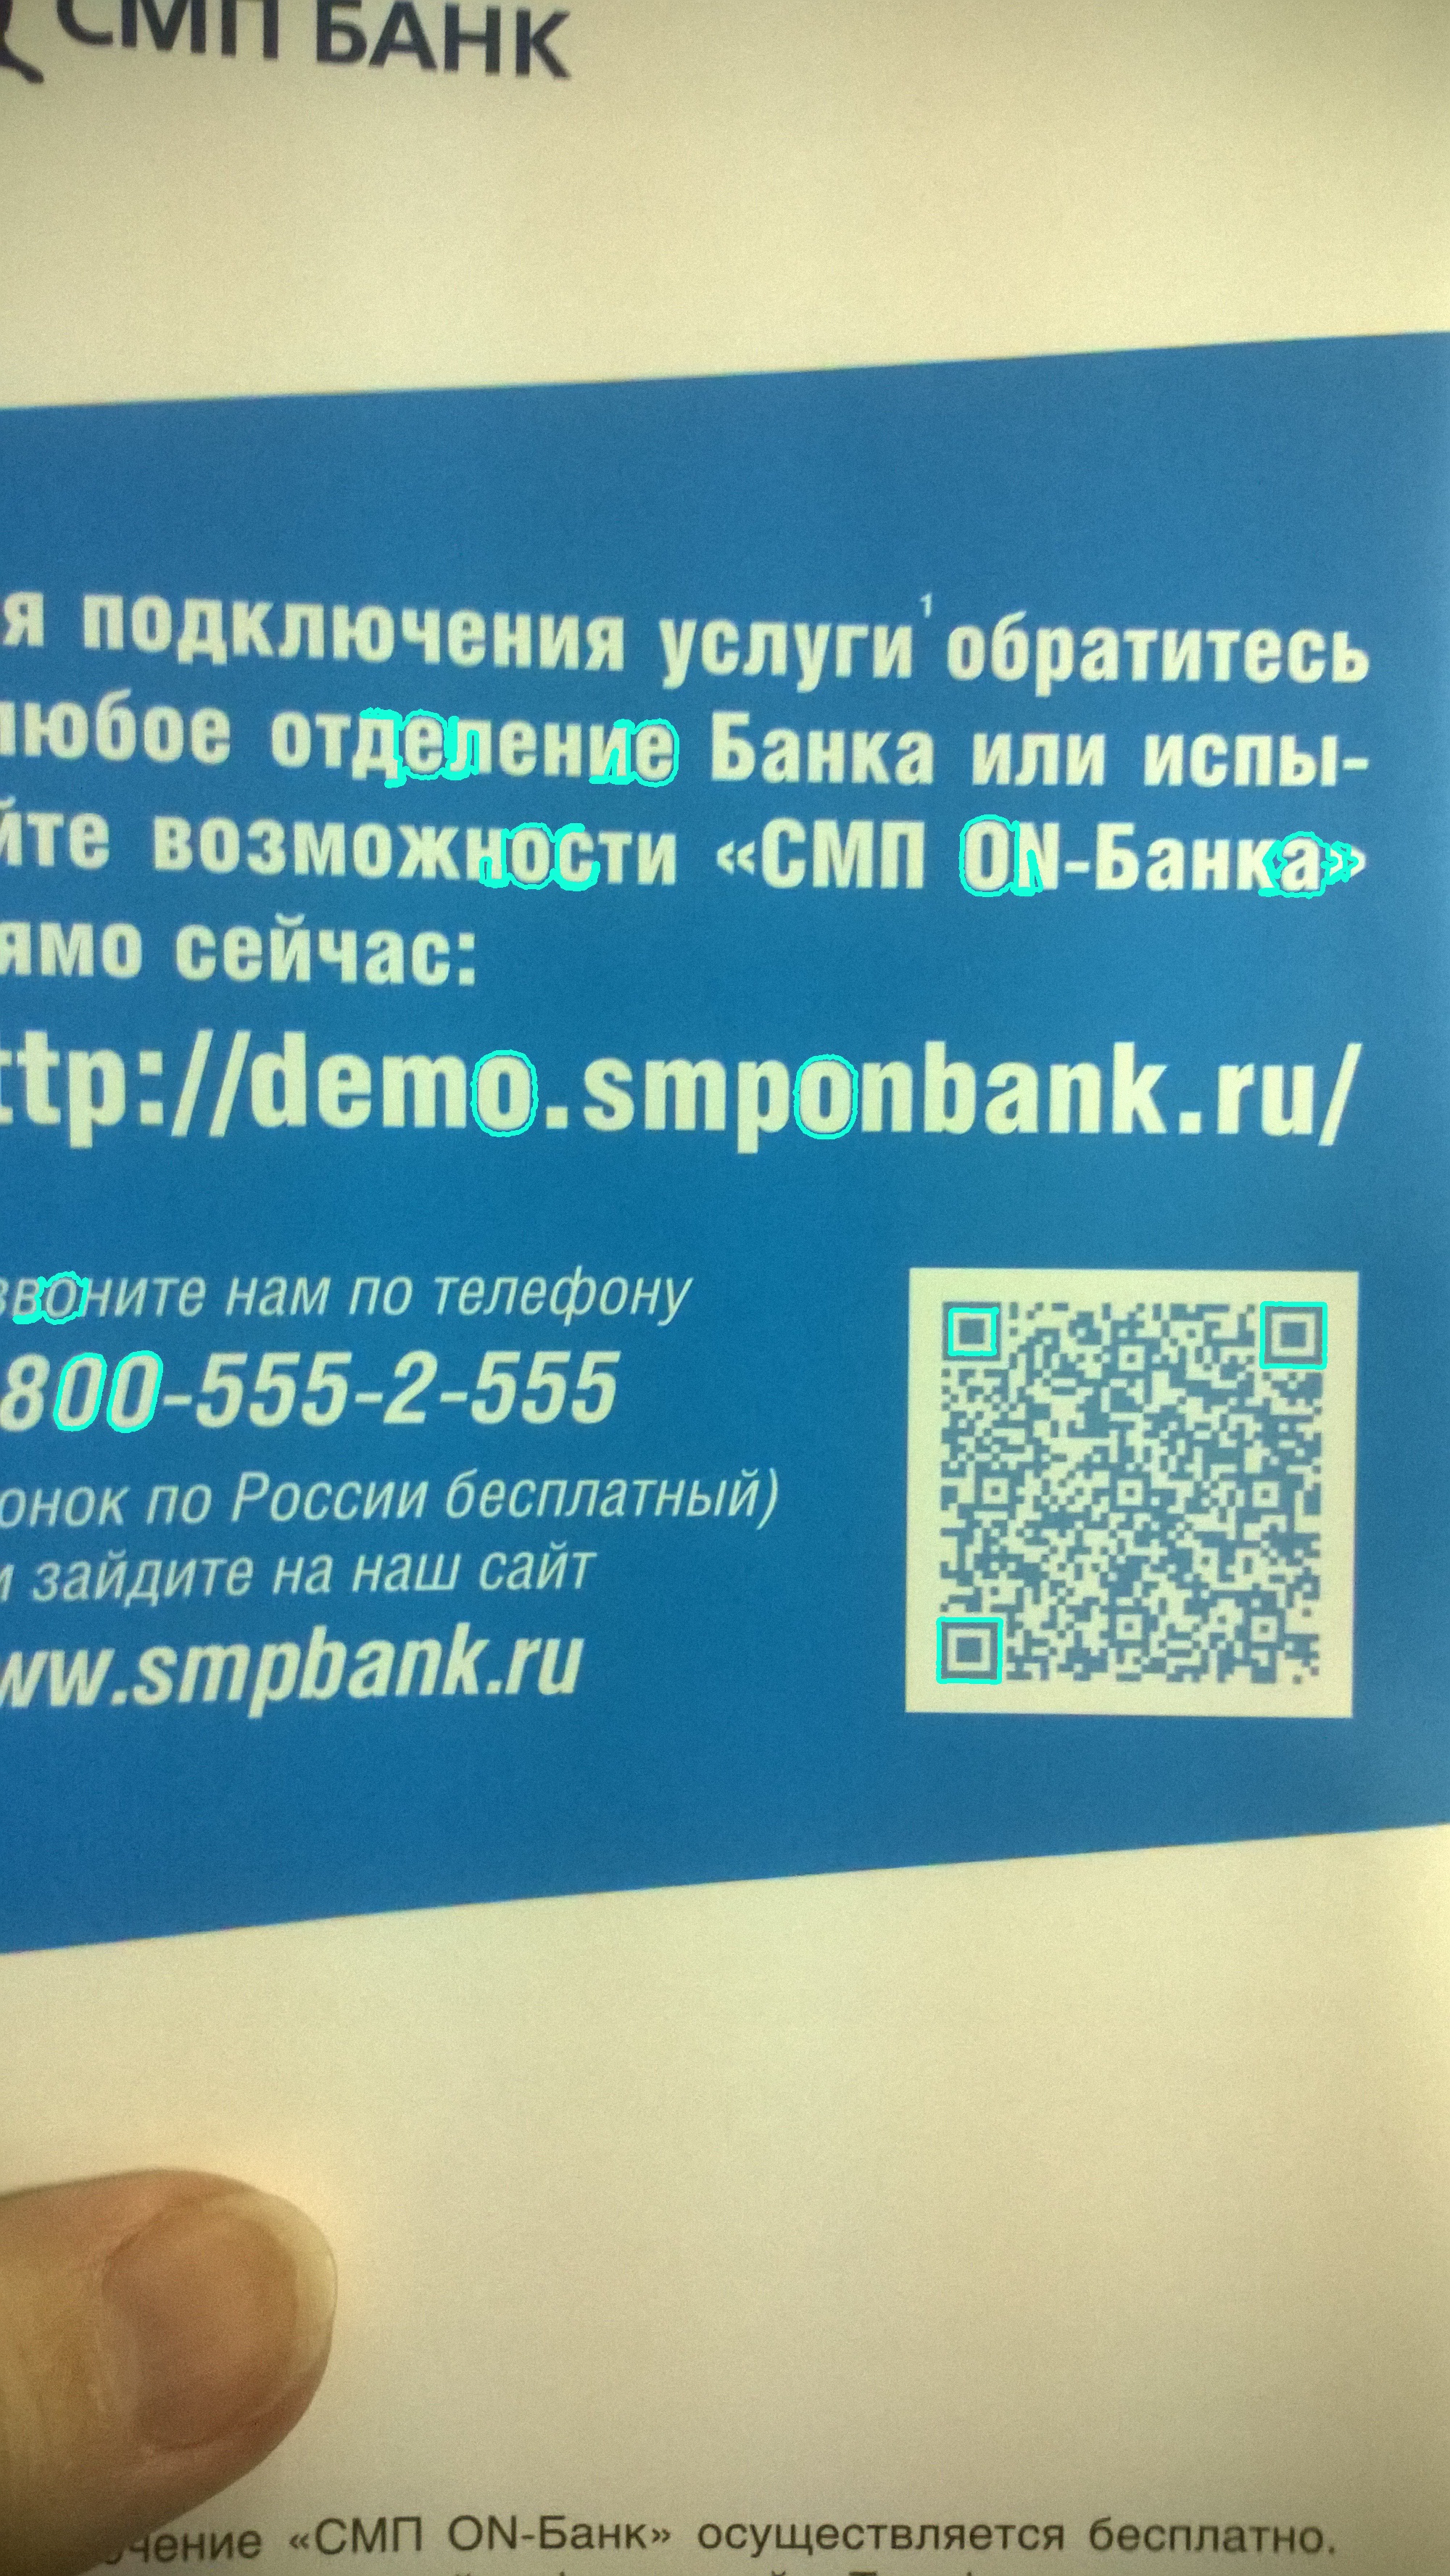 СМП БАНК
я подключения услуги¹ обратитесь
любое отделение Банка или испы-
йте возможности «СМП ON-Банка»
ямо сейчас:
ttp://demo.smponbank.ru/
звоните нам по телефону
800-555-2-555
онок по России бесплатный)
и зайдите на наш сайт
ww.smpbank.ru
чение «СМП ON-Банк» осуществляется бесплатно.